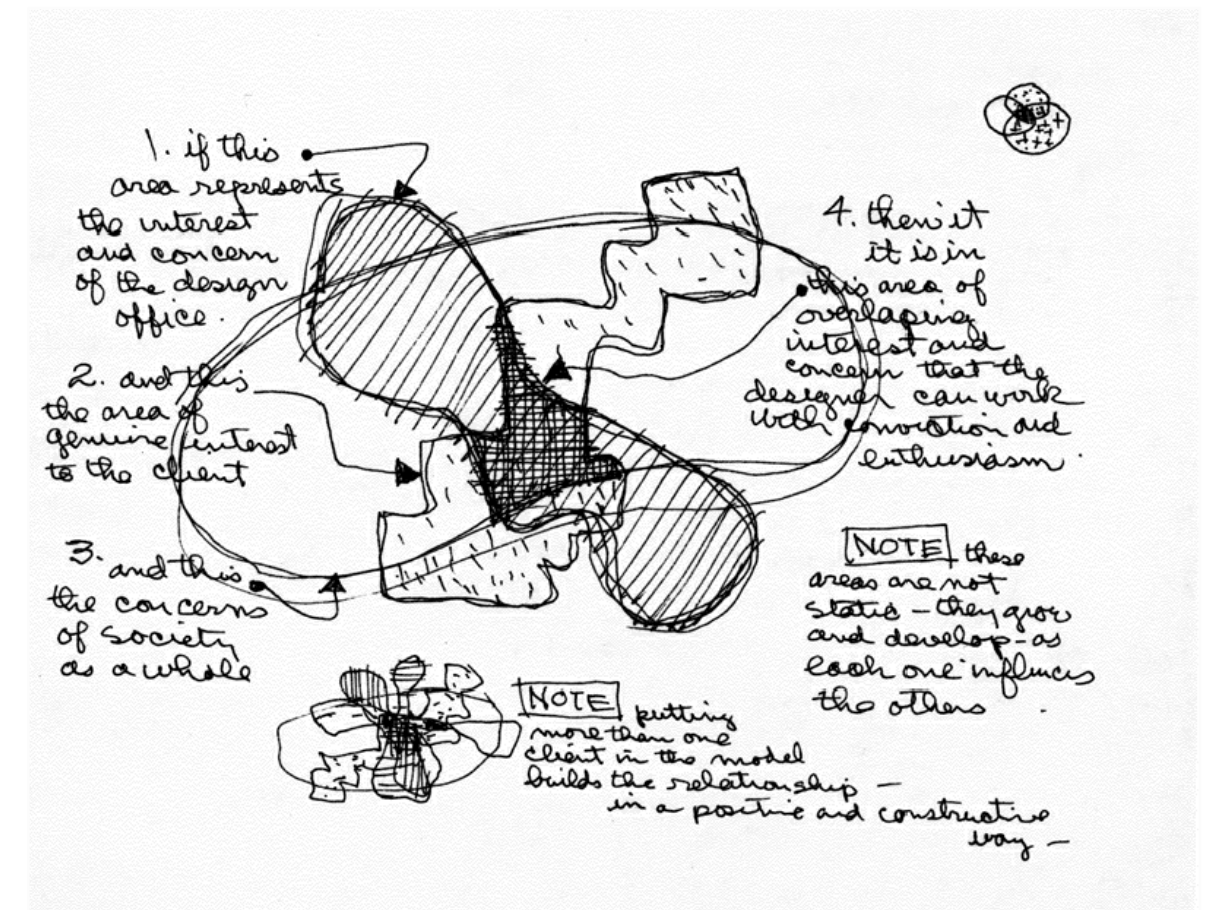 1. if this
area represents
the interest
and concern
of the design
office.
2. and this
the area of
genuine interest
to the client
3. and this
the concerns
of society
as a whole
4. then it
it is in
this area of
overlaping
interest and
concern that the
designer can work
with conviction and
enthusiasm.
NOTE these
areas are not
static – they grow
and develop – as
each one influences
the others.
NOTE putting
more than one
client in the model
builds the relationship –
in a positive and constructive
way –